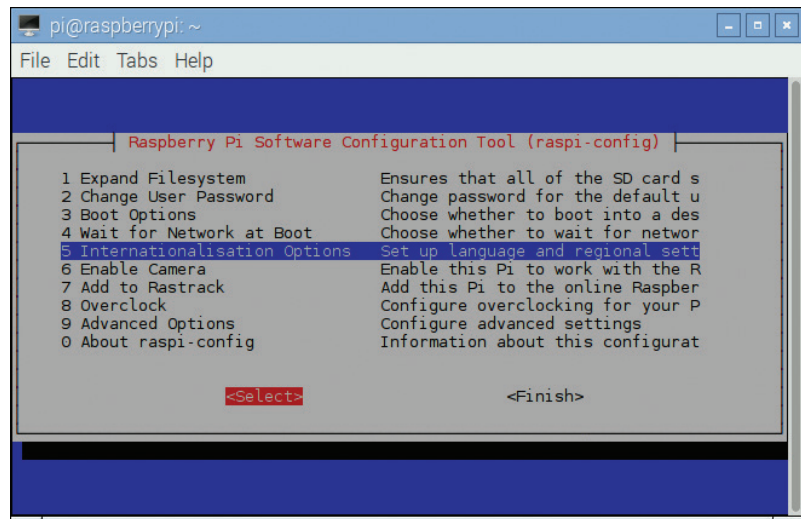 pi@raspberrypi: ~
File Edit Tabs Help
Raspberry Pi Software Configuration Tool (raspi-config)
1 Expand Filesystem Ensures that all of the SD card s
2 Change User Password Change password for the default u
3 Boot Options Choose whether to boot into a des
4 Wait for Network at Boot Choose whether to wait for networ
5 Internationalisation Options Set up language and regional sett
6 Enable Camera Enable this Pi to work with the R
7 Add to Rastrack Add this Pi to the online Raspber
8 Overclock Configure overclocking for your P
9 Advanced Options Configure advanced settings
0 About raspi-config Information about this configurat
<Select> <Finish>